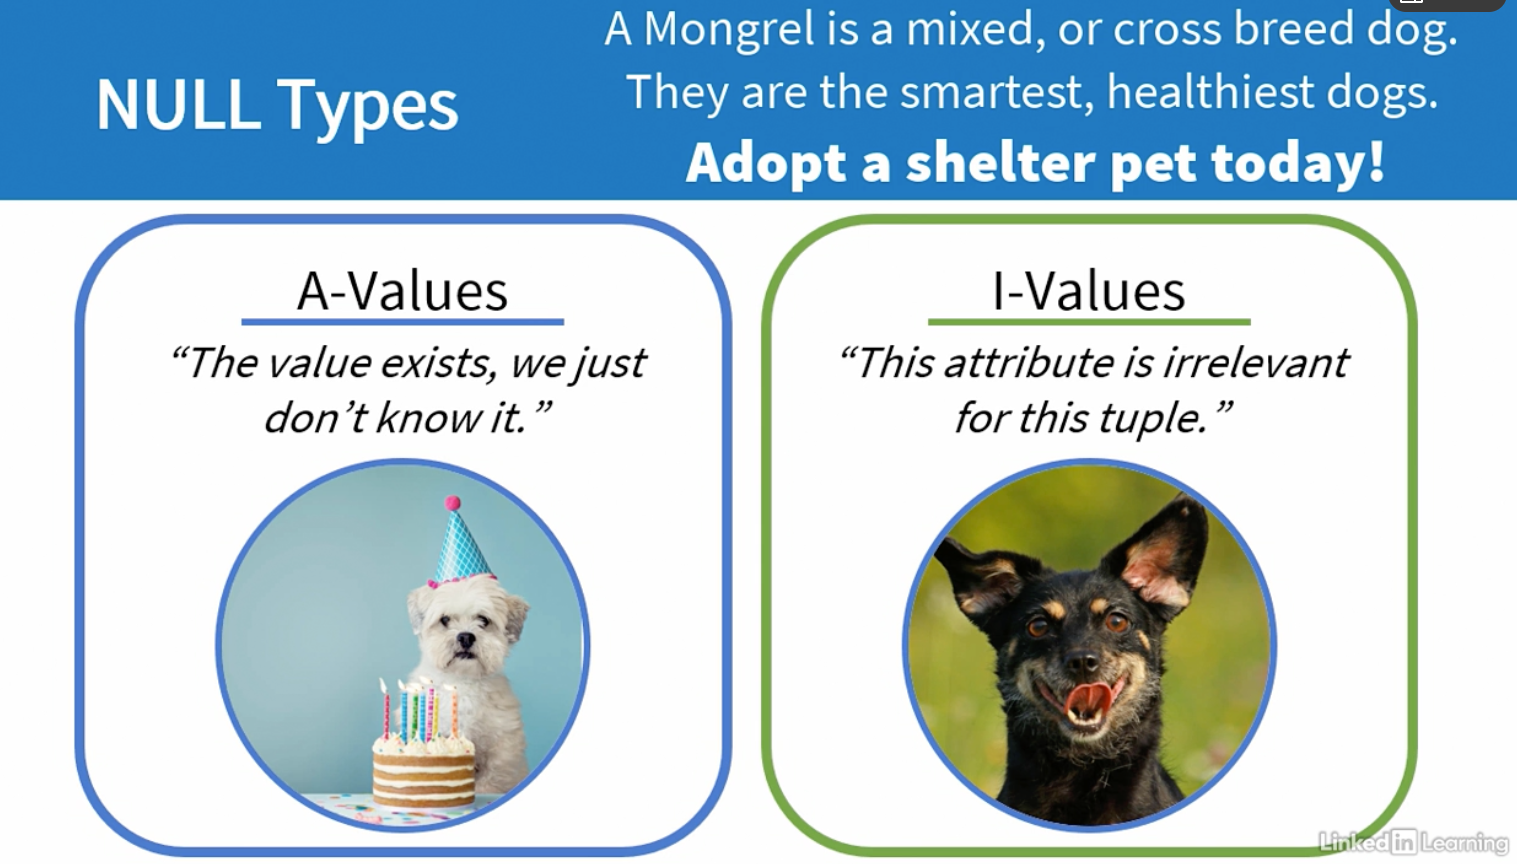 NULL Types
A Mongrel is a mixed, or cross breed dog.
They are the smartest, healthiest dogs.
Adopt a shelter pet today!
A-Values
“The value exists, we just
don’t know it.”
I-Values
“This attribute is irrelevant
for this tuple.”
Linked in Learning